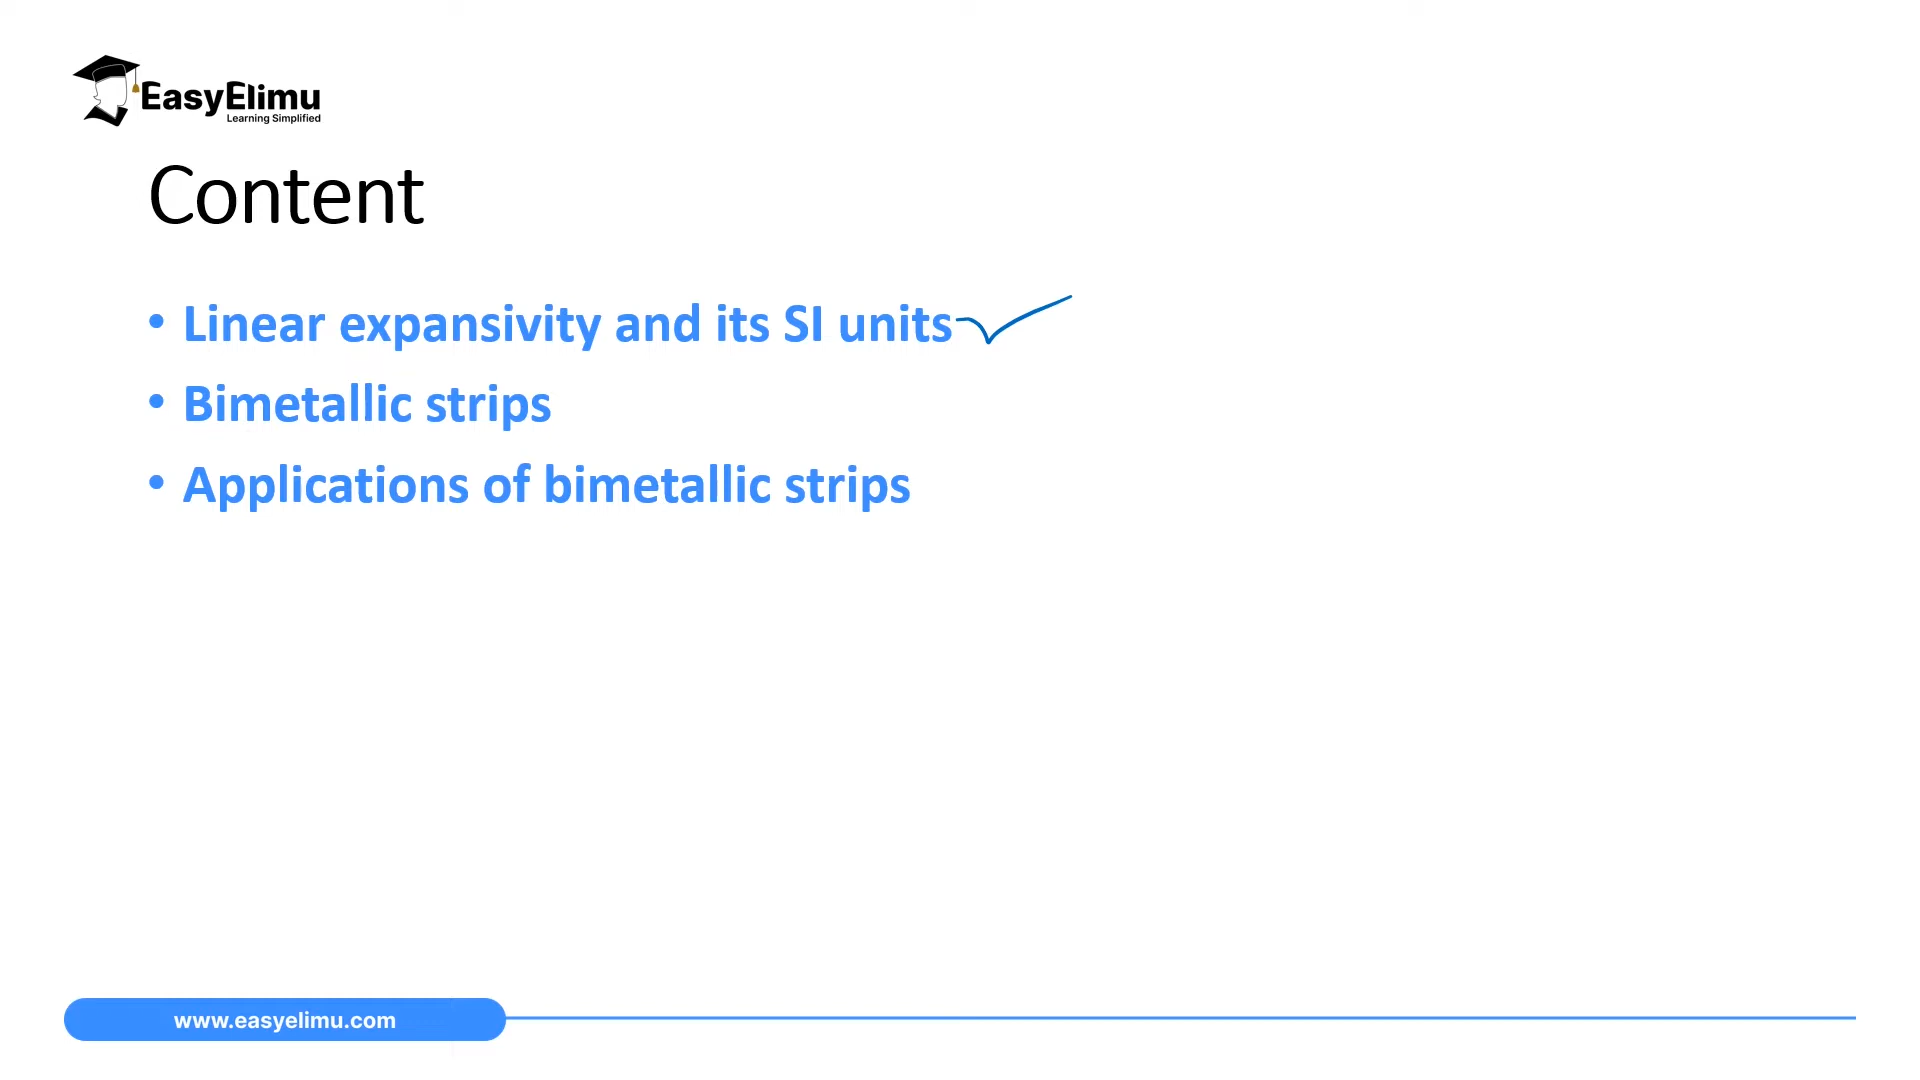 EasyElimu
Learning Simplified
Content
• Linear expansivity and its SI units
• Bimetallic strips
• Applications of bimetallic strips
www.easyelimu.com